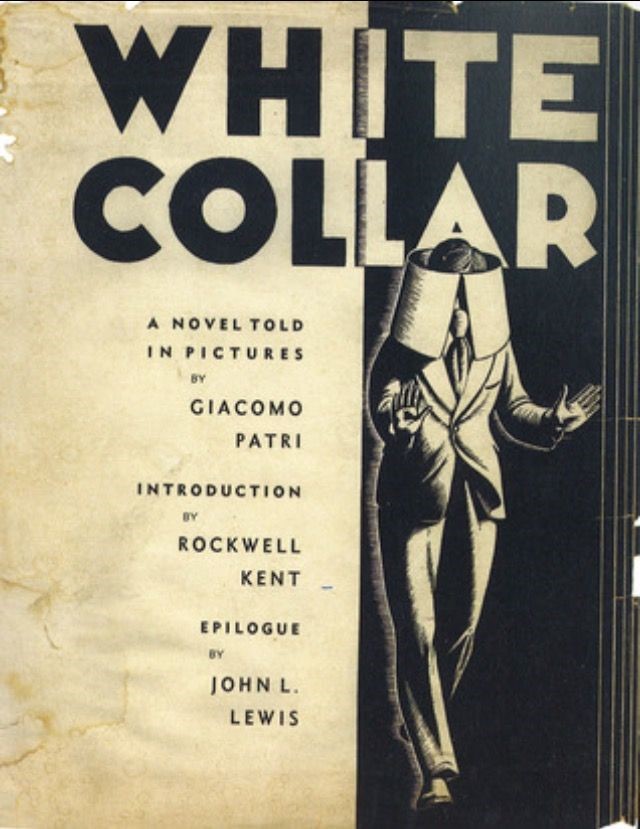 WHITE
COLLAR
A NOVEL TOLD
IN PICTURES
BY
GIACOMO
PATRI
INTRODUCTION
BY
ROCKWELL
KENT
EPILOGUE
BY
JOHN L.
LEWIS